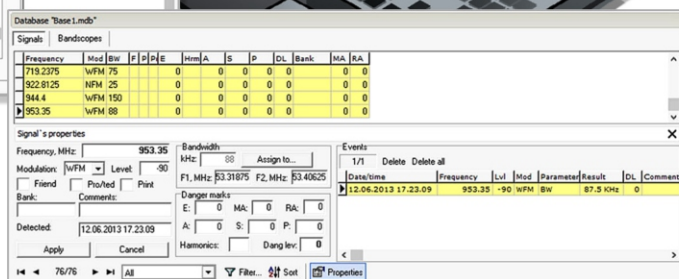 Database "Base1.mdb"
Signals Bandscopes
Frequency Mod BW F P Pi E Hrm A S P DL Bank MA RA
719.2375 WFM 75 0 0 0 0 0 0 0
922.8125 NFM 25 0 0 0 0 0 0 0
944.4 WFM 150 0 0 0 0 0 0 0
953.35 WFM 88 0 0 0 0 0 0 0
Signal`s properties
Frequency, MHz: 953.35
Modulation: WFM Level: -90
Friend Pro/ted Print
Bank: Comments:
Detected: 12.06.2013 17.23.09
Apply Cancel
Bandwidth
kHz: 88 Assign to...
F1, MHz: 53.31875 F2, MHz: 53.40625
Danger marks
E: 0 MA: 0 RA: 0
A: 0 S: 0 P: 0
Harmonics: Dang lev: 0
Events
1/1 Delete Delete all
Date/time Frequency Lvl Mod Parameter Result DL Comment
12.06.2013 17.23.09 953.35 -90 WFM BW 87.5 KHz 0
76/76 All Filter... Sort Properties